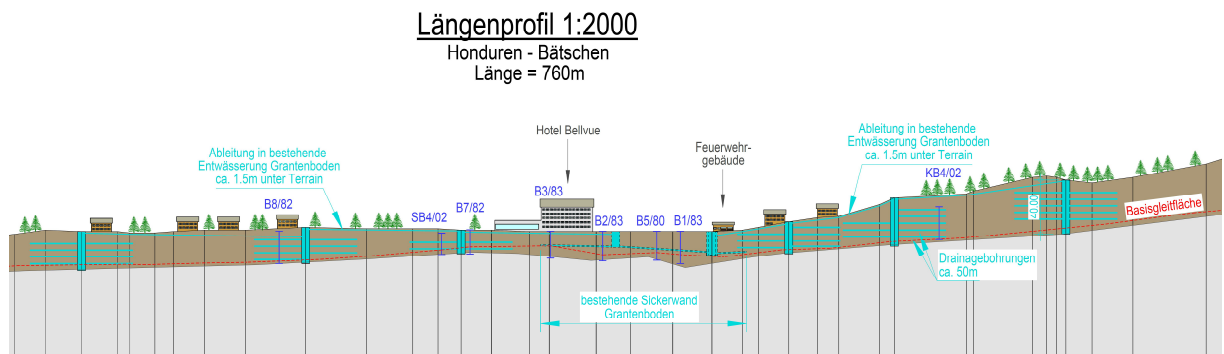 Längenprofil 1:2000
Honduren - Bätschen
Länge = 760m
Hotel Bellvue
Feuerwehr-
gebäude
Ableitung in bestehende
Entwässerung Grantenboden
ca. 1.5m unter Terrain
Ableitung in bestehende
Entwässerung Grantenboden
ca. 1.5m unter Terrain
KB4/02
B3/83
B8/82
SB4/02
B7/82
B2/83
B5/80
B1/83
Basisgleitfläche
Drainagebohrungen
ca. 50m
bestehende Sickerwand
Grantenboden